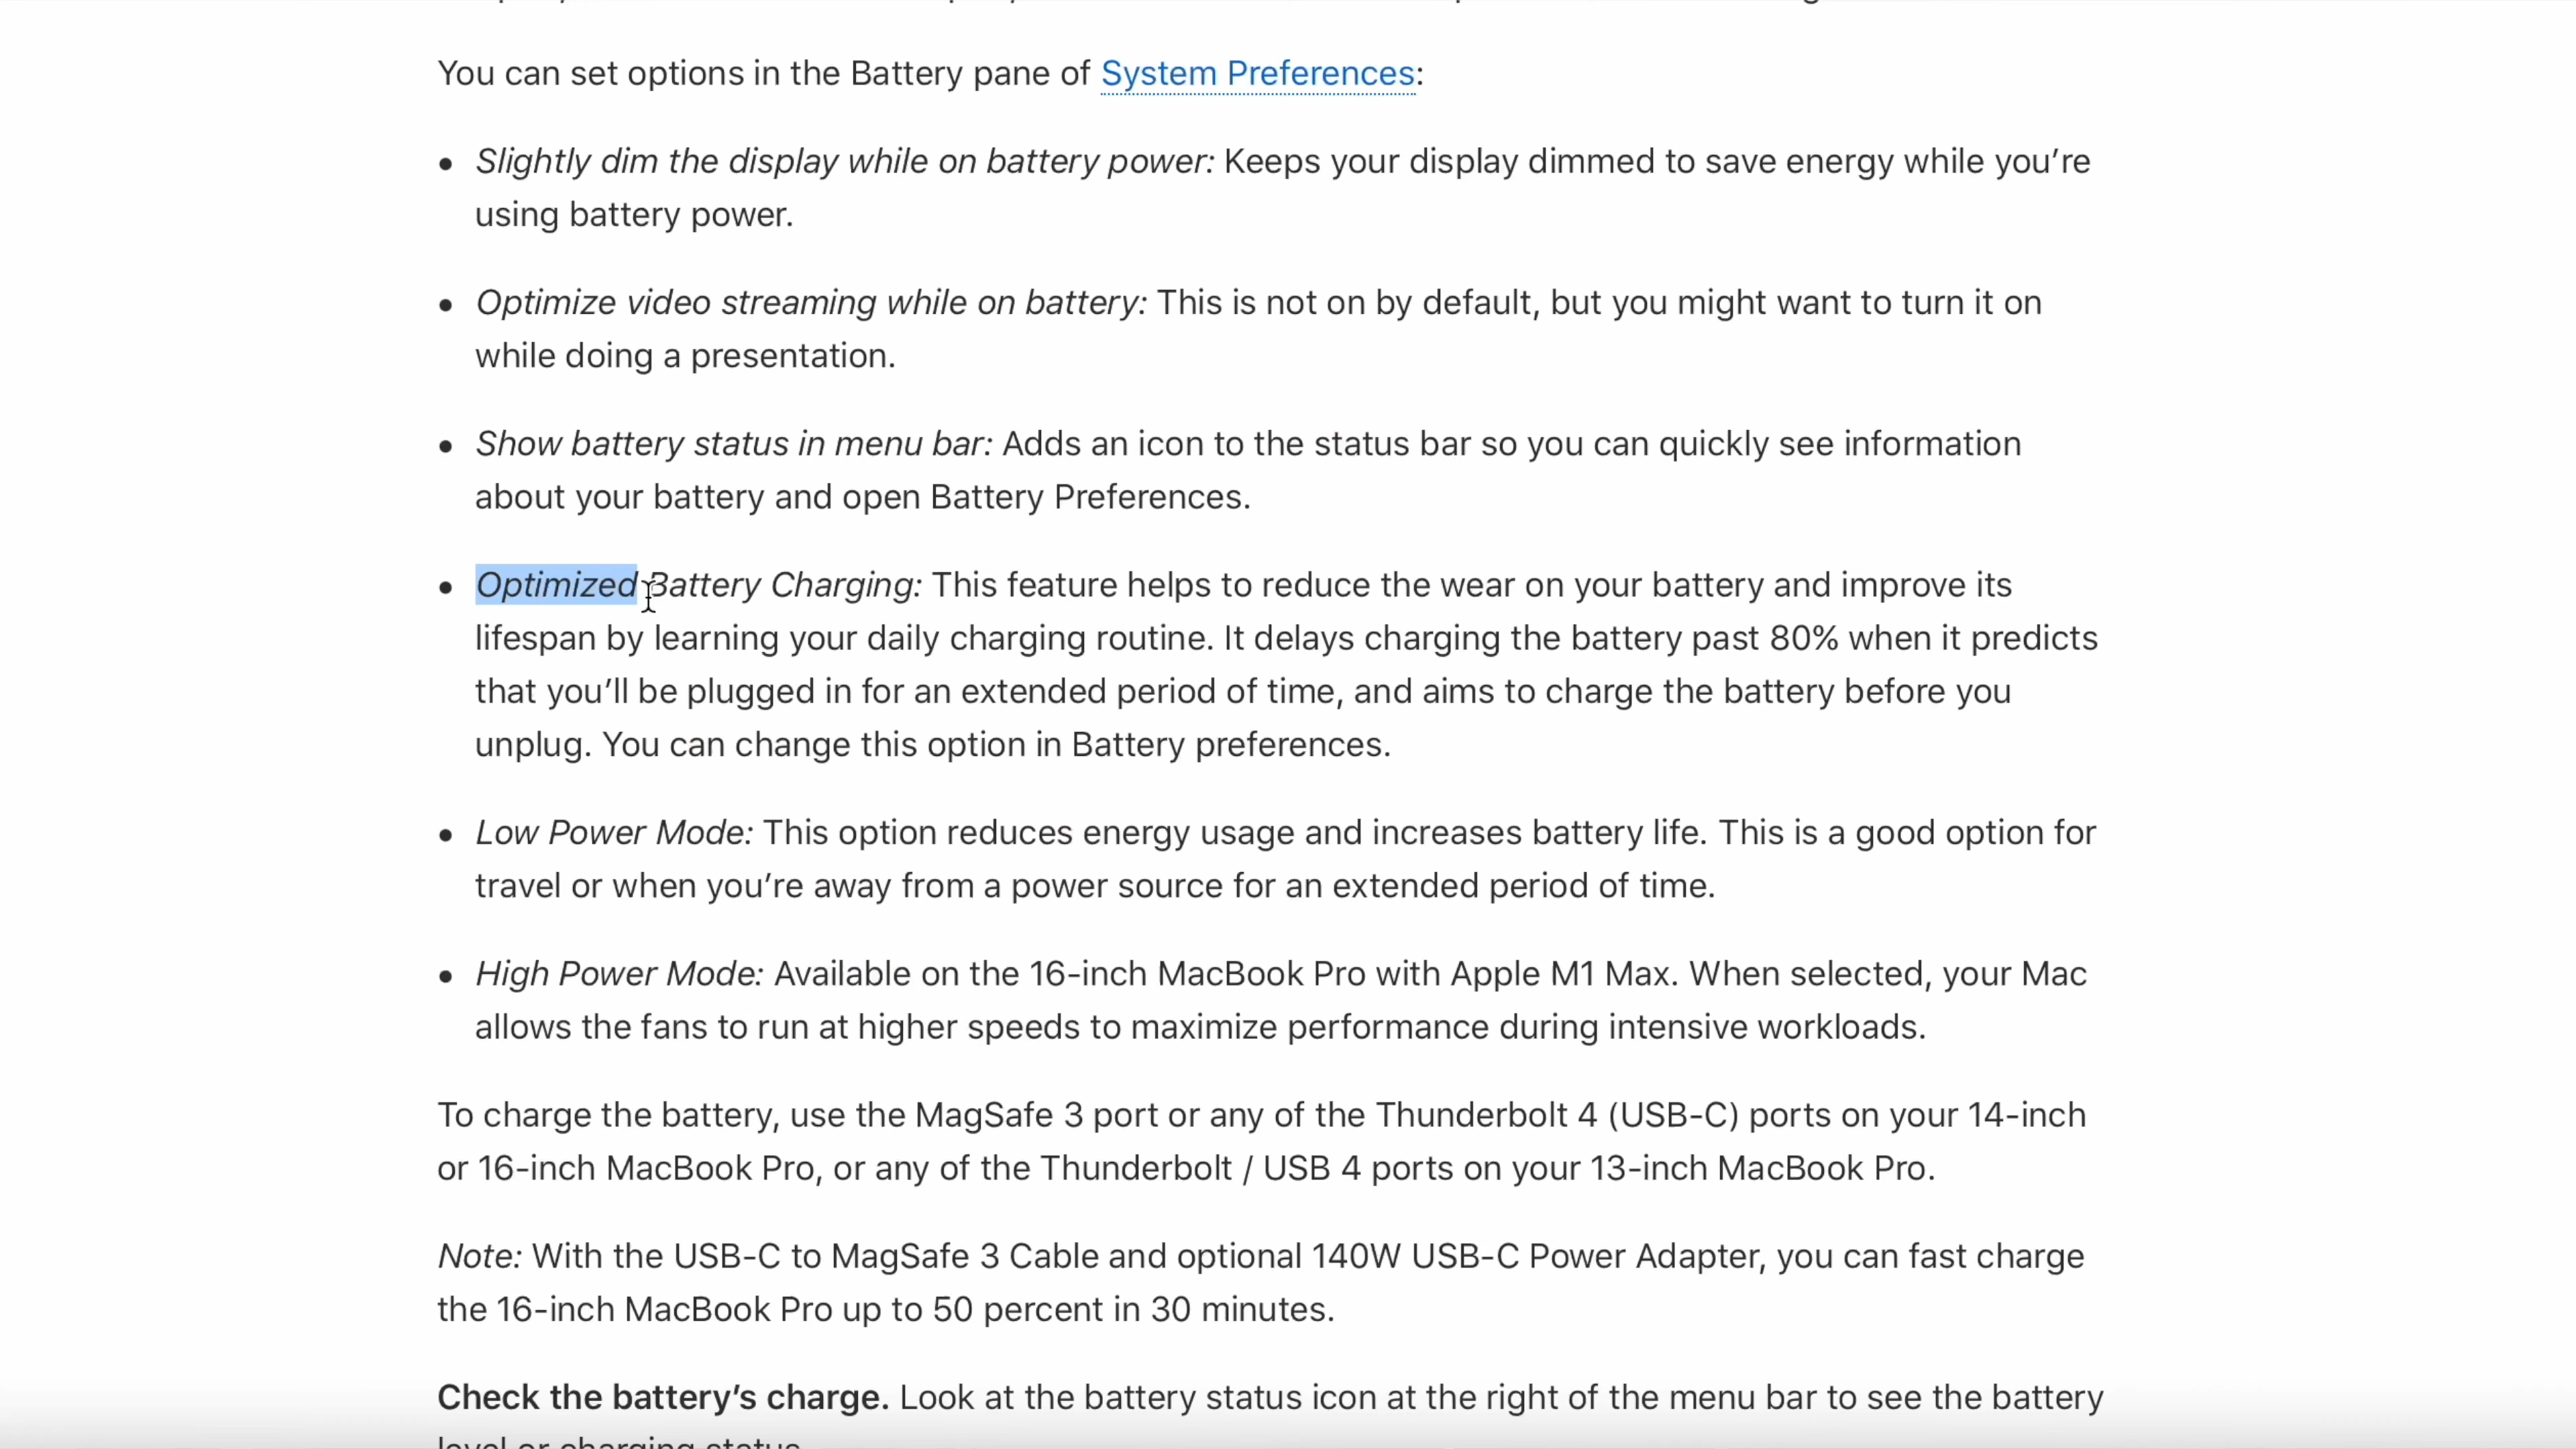 You can set options in the Battery pane of System Preferences:
• Slightly dim the display while on battery power: Keeps your display dimmed to save energy while you’re
using battery power.
• Optimize video streaming while on battery: This is not on by default, but you might want to turn it on
while doing a presentation.
• Show battery status in menu bar: Adds an icon to the status bar so you can quickly see information
about your battery and open Battery Preferences.
• Optimized Battery Charging: This feature helps to reduce the wear on your battery and improve its
lifespan by learning your daily charging routine. It delays charging the battery past 80% when it predicts
that you’ll be plugged in for an extended period of time, and aims to charge the battery before you
unplug. You can change this option in Battery preferences.
• Low Power Mode: This option reduces energy usage and increases battery life. This is a good option for
travel or when you’re away from a power source for an extended period of time.
• High Power Mode: Available on the 16-inch MacBook Pro with Apple M1 Max. When selected, your Mac
allows the fans to run at higher speeds to maximize performance during intensive workloads.
To charge the battery, use the MagSafe 3 port or any of the Thunderbolt 4 (USB-C) ports on your 14-inch
or 16-inch MacBook Pro, or any of the Thunderbolt / USB 4 ports on your 13-inch MacBook Pro.
Note: With the USB-C to MagSafe 3 Cable and optional 140W USB-C Power Adapter, you can fast charge
the 16-inch MacBook Pro up to 50 percent in 30 minutes.
Check the battery’s charge. Look at the battery status icon at the right of the menu bar to see the battery
level or charging status.